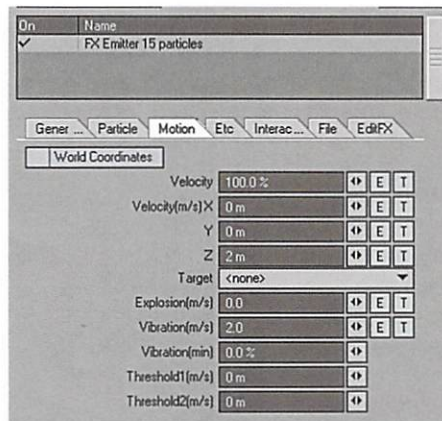 On Name
FX Emitter 15 particles
Gener ... Particle Motion Etc Interac ... File EditFX
World Coordinates
Velocity 100.0 % E T
Velocity(m/s) X 0 m E T
Y 0 m E T
Z 2 m E T
Target <none>
Explosion(m/s) 0.0 E T
Vibration(m/s) 2.0 E T
Vibration(min) 0.0 %
Threshold1(m/s) 0 m
Threshold2(m/s) 0 m